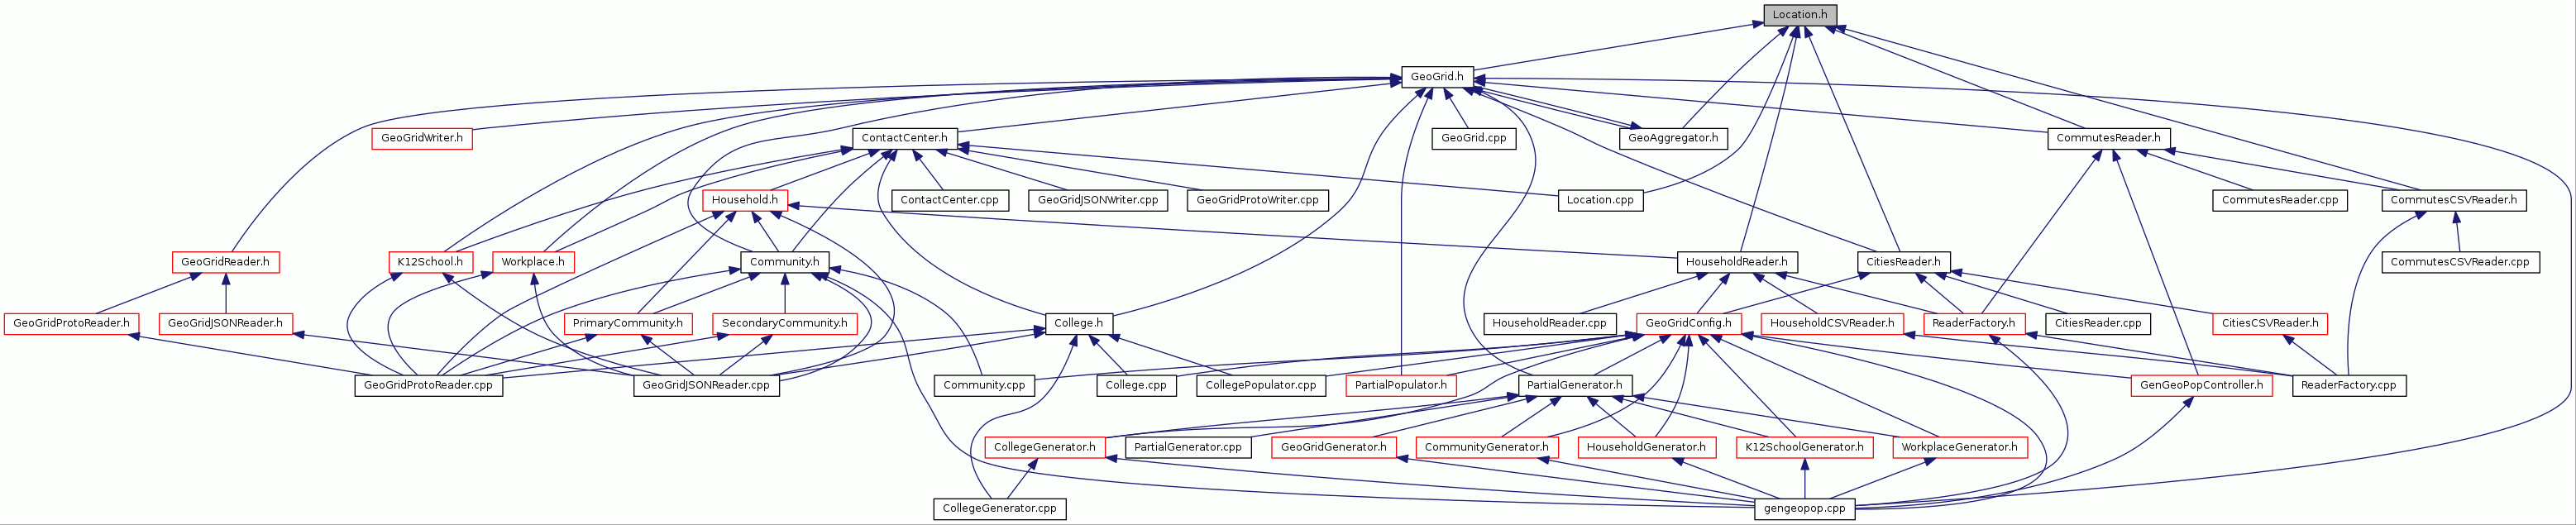 Location.h
GeoGrid.h
GeoGridWriter.h
ContactCenter.h
GeoGrid.cpp
GeoAggregator.h
CommutesReader.h
Household.h
ContactCenter.cpp
GeoGridJSONWriter.cpp
GeoGridProtoWriter.cpp
Location.cpp
CommutesReader.cpp
CommutesCSVReader.h
GeoGridReader.h
K12School.h
Workplace.h
Community.h
HouseholdReader.h
CitiesReader.h
CommutesCSVReader.cpp
GeoGridProtoReader.h
GeoGridJSONReader.h
PrimaryCommunity.h
SecondaryCommunity.h
College.h
HouseholdReader.cpp
GeoGridConfig.h
HouseholdCSVReader.h
ReaderFactory.h
CitiesReader.cpp
CitiesCSVReader.h
GeoGridProtoReader.cpp
GeoGridJSONReader.cpp
Community.cpp
College.cpp
CollegePopulator.cpp
PartialPopulator.h
PartialGenerator.h
GenGeoPopController.h
ReaderFactory.cpp
CollegeGenerator.h
PartialGenerator.cpp
GeoGridGenerator.h
CommunityGenerator.h
HouseholdGenerator.h
K12SchoolGenerator.h
WorkplaceGenerator.h
CollegeGenerator.cpp
gengeopop.cpp